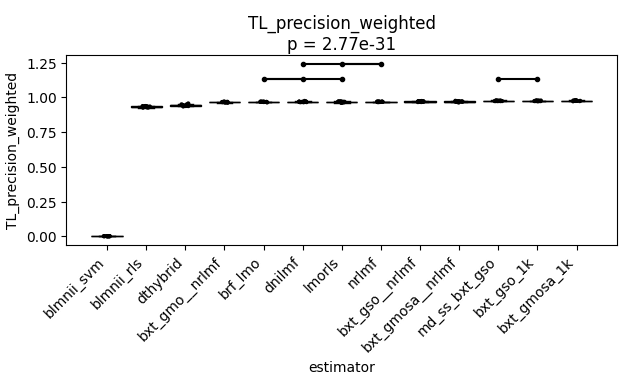 TL_precision_weighted
p = 2.77e-31
TL_precision_weighted
1.25
1.00
0.75
0.50
0.25
0.00
blmnii_svm
blmnii_rls
dthybrid
bxt_gmo__nrlmf
brf_lmo
dnilmf
lmorls
nrlmf
bxt_gso__nrlmf
bxt_gmosa__nrlmf
md_ss_bxt_gso
bxt_gso_1k
bxt_gmosa_1k
estimator